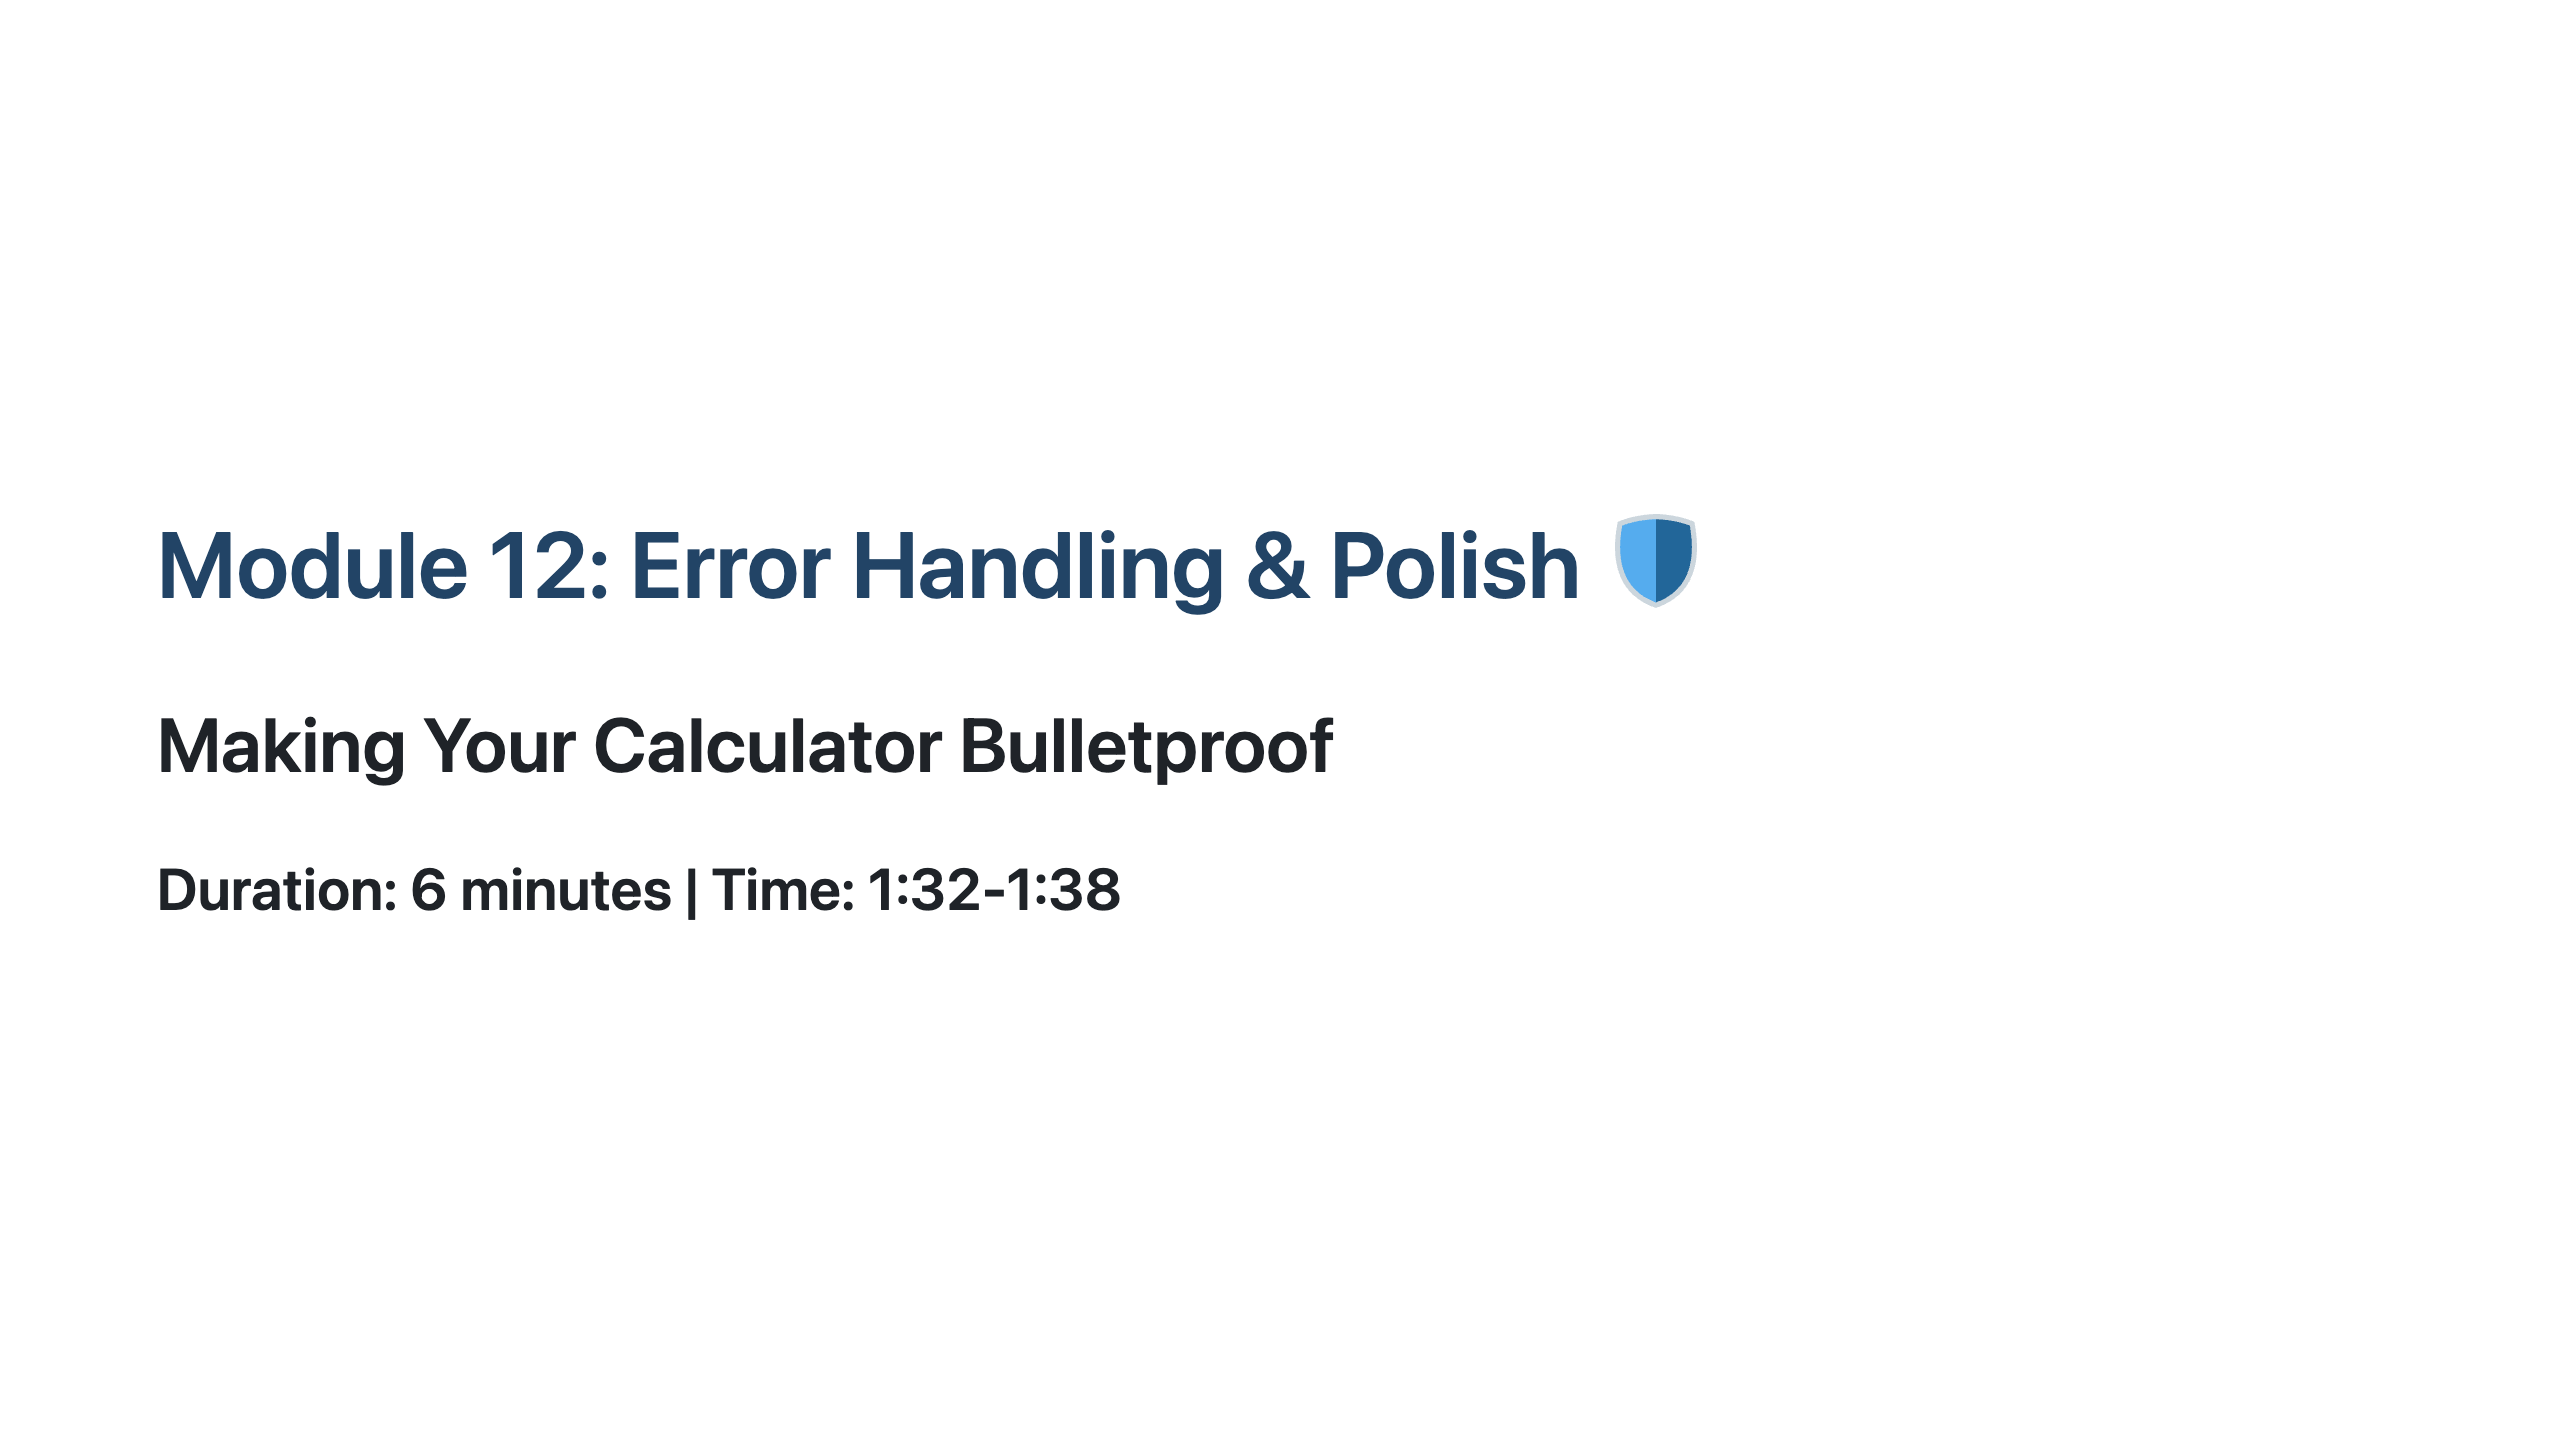 Module 12: Error Handling & Polish 🛡️
Making Your Calculator Bulletproof
Duration: 6 minutes | Time: 1:32-1:38